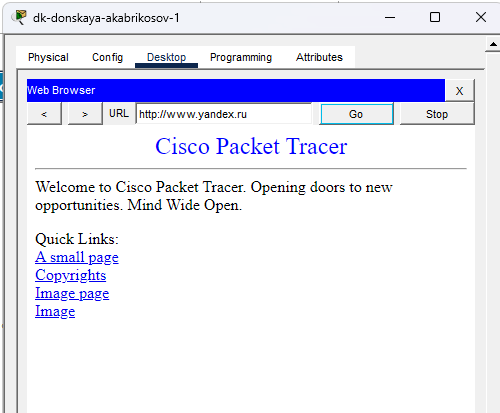 dk-donskaya-akabrikosov-1
Physical Config Desktop Programming Attributes
Web Browser X
< > URL http://www.yandex.ru Go Stop
Cisco Packet Tracer
Welcome to Cisco Packet Tracer. Opening doors to new
opportunities. Mind Wide Open.
Quick Links:
A small page
Copyrights
Image page
Image